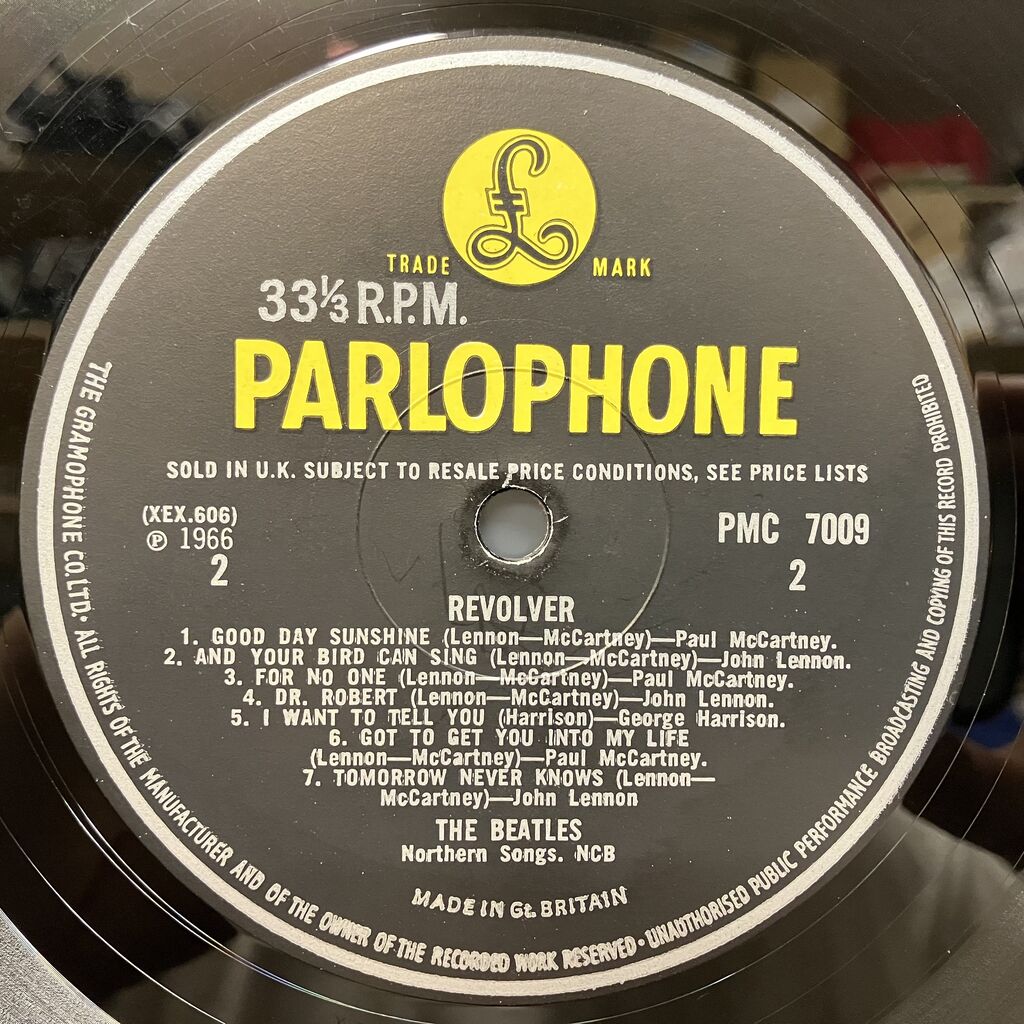 £
TRADE MARK
33⅓ R.P.M.
PARLOPHONE
SOLD IN U.K. SUBJECT TO RESALE PRICE CONDITIONS, SEE PRICE LISTS
(XEX.606)
℗ 1966
2
PMC 7009
2
REVOLVER
1. GOOD DAY SUNSHINE (Lennon—McCartney)—Paul McCartney.
2. AND YOUR BIRD CAN SING (Lennon—McCartney)—John Lennon.
3. FOR NO ONE (Lennon—McCartney)—Paul McCartney.
4. DR. ROBERT (Lennon—McCartney)—John Lennon.
5. I WANT TO TELL YOU (Harrison)—George Harrison.
6. GOT TO GET YOU INTO MY LIFE
(Lennon—McCartney)—Paul McCartney.
7. TOMORROW NEVER KNOWS (Lennon—
McCartney)—John Lennon
THE BEATLES
Northern Songs. NCB
MADE IN Gt. BRITAIN
THE GRAMOPHONE CO. LTD. · ALL RIGHTS OF THE MANUFACTURER AND OF THE OWNER OF THE RECORDED WORK RESERVED · UNAUTHORISED PUBLIC PERFORMANCE BROADCASTING AND COPYING OF THIS RECORD PROHIBITED